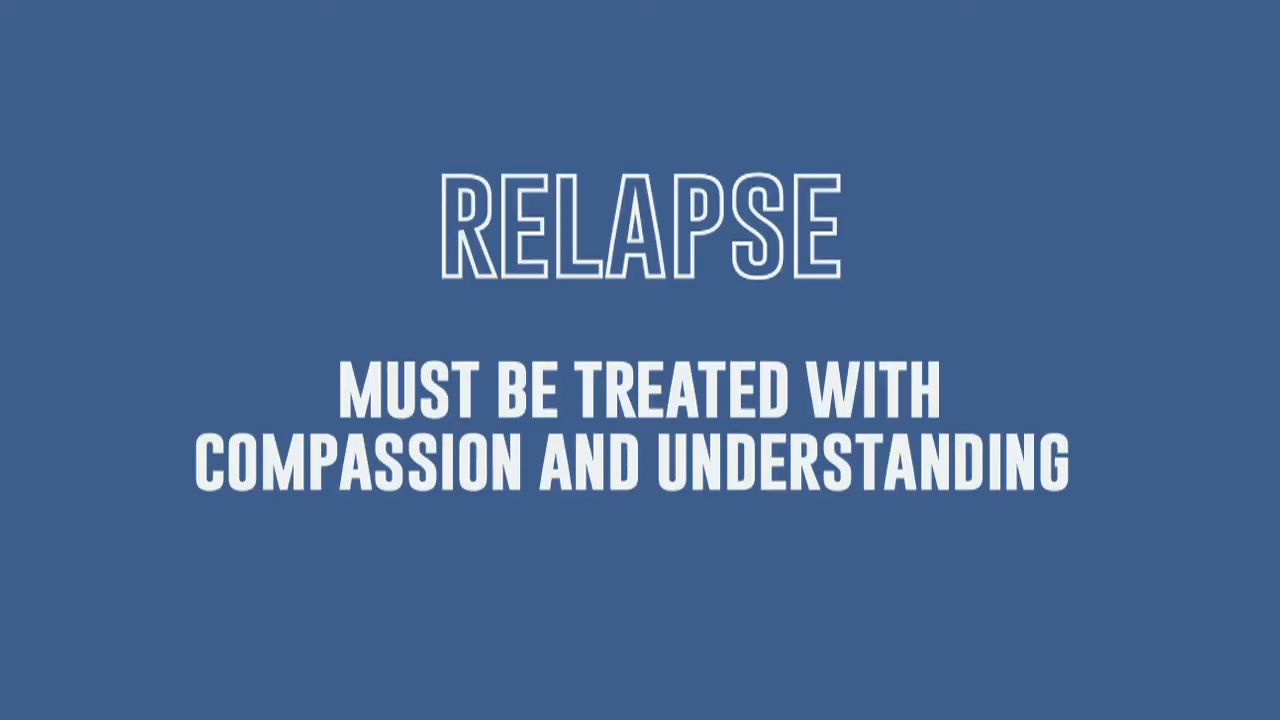 RELAPSE
MUST BE TREATED WITH
COMPASSION AND UNDERSTANDING